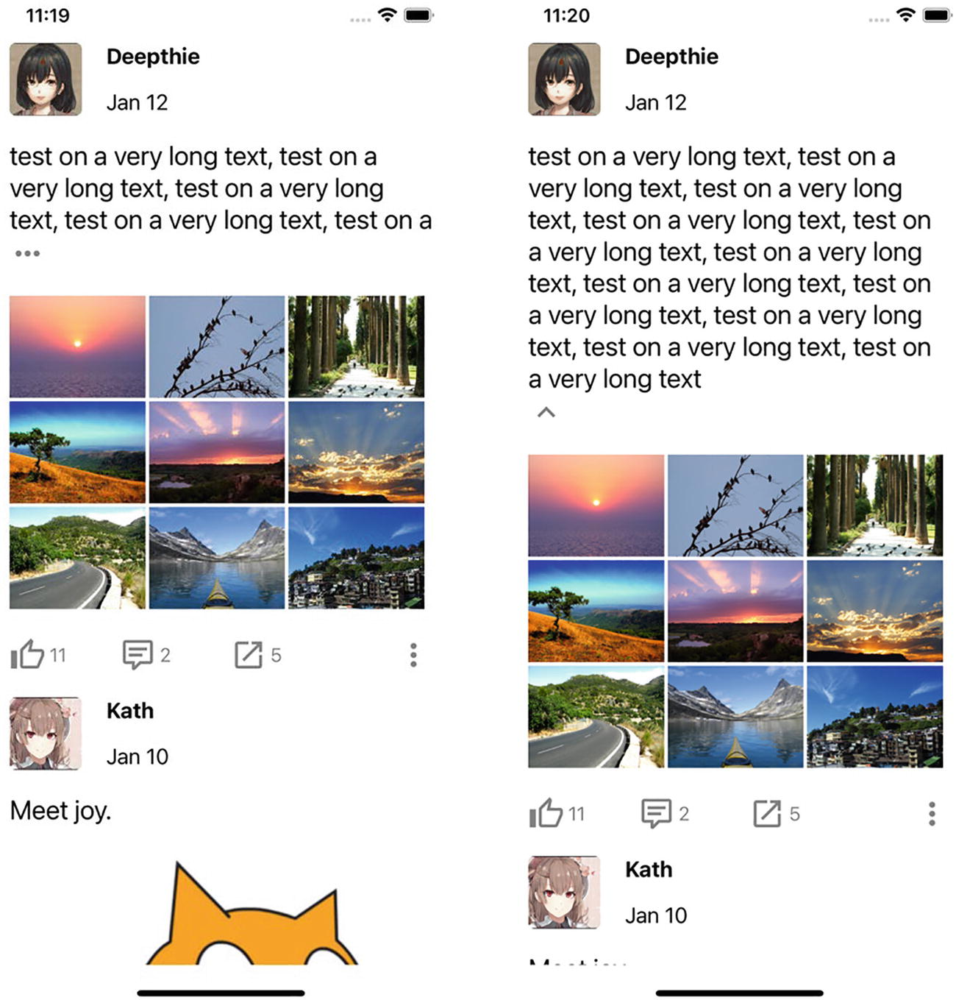 11:19
Deepthie
Jan 12
test on a very long text, test on a
very long text, test on a very long
text, test on a very long text, test on a
11
2
5
Kath
Jan 10
Meet joy.
11:20
Deepthie
Jan 12
test on a very long text, test on a
very long text, test on a very long
text, test on a very long text, test on
a very long text, test on a very long
text, test on a very long text, test on
a very long text, test on a very long
text, test on a very long text, test on
a very long text
11
2
5
Kath
Jan 10